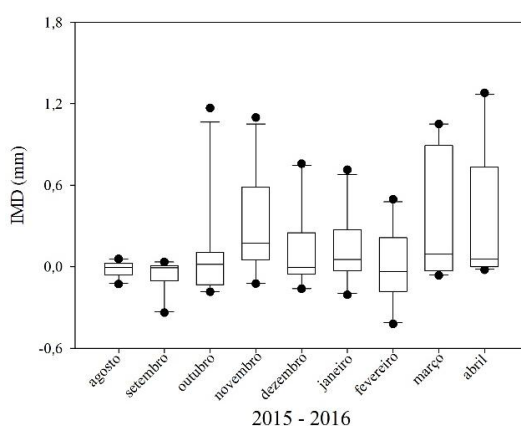 1,8
1,2
0,6
0,0
-0,6
IMD (mm)
agosto
setembro
outubro
novembro
dezembro
janeiro
fevereiro
março
abril
2015 - 2016